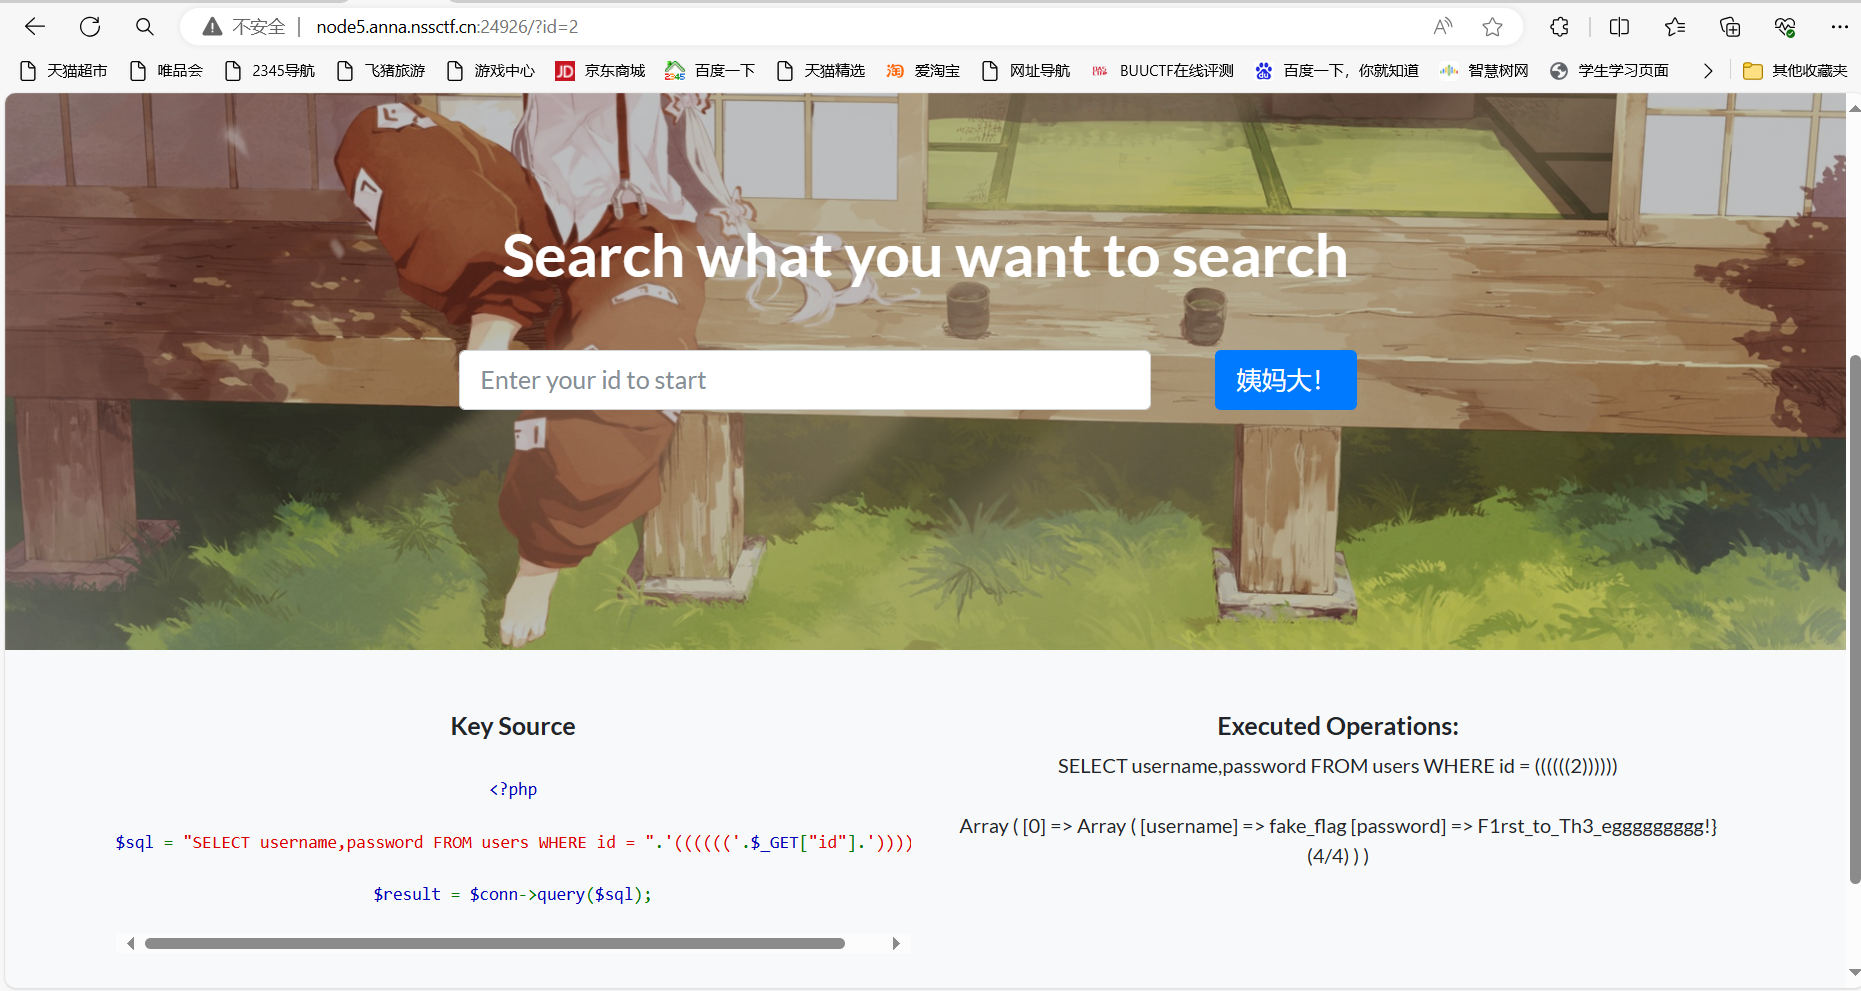 不安全 | node5.anna.nssctf.cn:24926/?id=2
天猫超市 唯品会 2345导航 飞猪旅游 游戏中心 京东商城 百度一下 天猫精选 爱淘宝 网址导航 BUUCTF在线评测 百度一下，你就知道 智慧树网 学生学习页面 其他收藏夹
Search what you want to search
Enter your id to start 姨妈大！
Key Source
<?php
$sql = "SELECT username,password FROM users WHERE id = ".'(((((('.$_GET["id"].'))))
$result = $conn->query($sql);
Executed Operations:
SELECT username,password FROM users WHERE id = ((((((2))))))
Array ( [0] => Array ( [username] => fake_flag [password] => F1rst_to_Th3_eggggggggg!}
(4/4) ) )